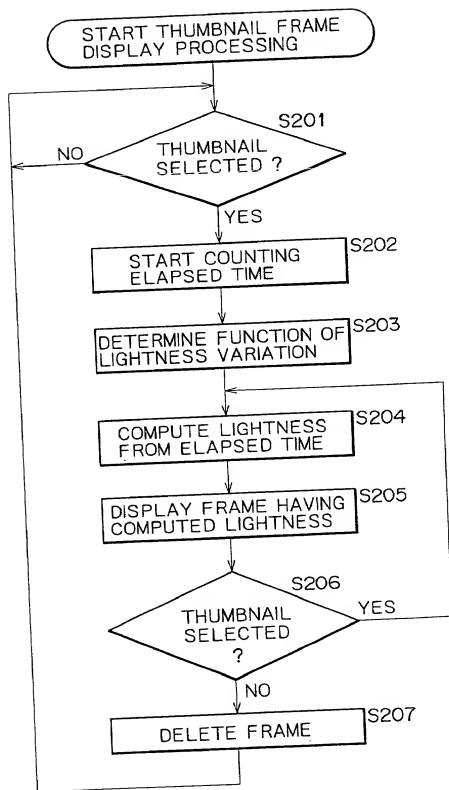 START THUMBNAIL FRAME
DISPLAY PROCESSING
S201
THUMBNAIL
SELECTED ?
NO
YES
S202
START COUNTING
ELAPSED TIME
S203
DETERMINE FUNCTION OF
LIGHTNESS VARIATION
S204
COMPUTE LIGHTNESS
FROM ELAPSED TIME
S205
DISPLAY FRAME HAVING
COMPUTED LIGHTNESS
S206
THUMBNAIL
SELECTED
?
YES
NO
S207
DELETE FRAME